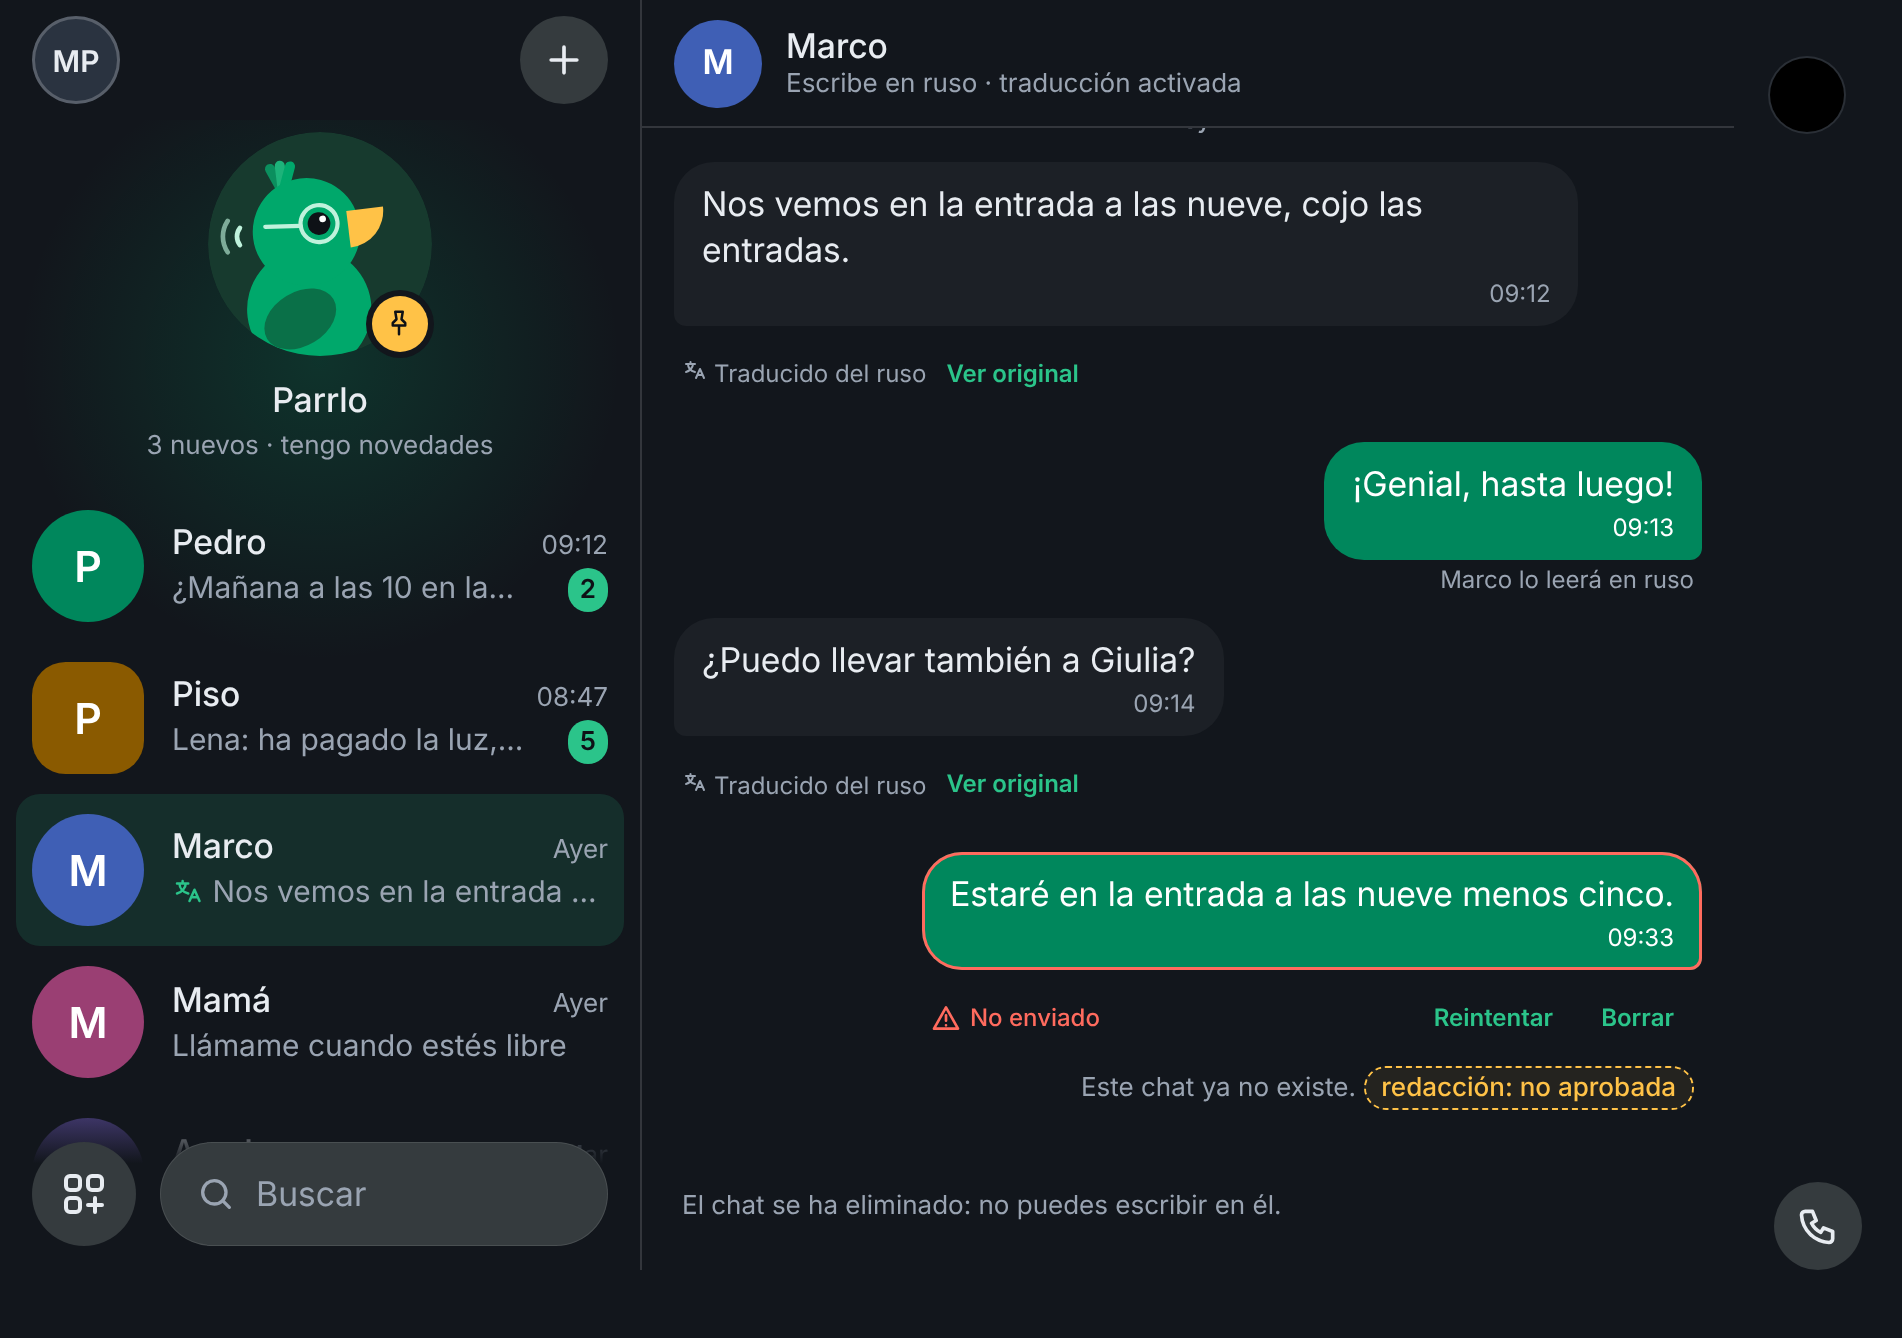 MP
Parrlo
3 nuevos · tengo novedades
P
Pedro
09:12
¿Mañana a las 10 en la...
2
P
Piso
08:47
Lena: ha pagado la luz,...
5
M
Marco
Ayer
Nos vemos en la entrada ...
M
Mamá
Ayer
Llámame cuando estés libre
Buscar
M
Marco
Escribe en ruso · traducción activada
Nos vemos en la entrada a las nueve, cojo las
entradas.
09:12
Traducido del ruso Ver original
¡Genial, hasta luego!
09:13
Marco lo leerá en ruso
¿Puedo llevar también a Giulia?
09:14
Traducido del ruso Ver original
Estaré en la entrada a las nueve menos cinco.
09:33
No enviado Reintentar Borrar
Este chat ya no existe. redacción: no aprobada
El chat se ha eliminado: no puedes escribir en él.